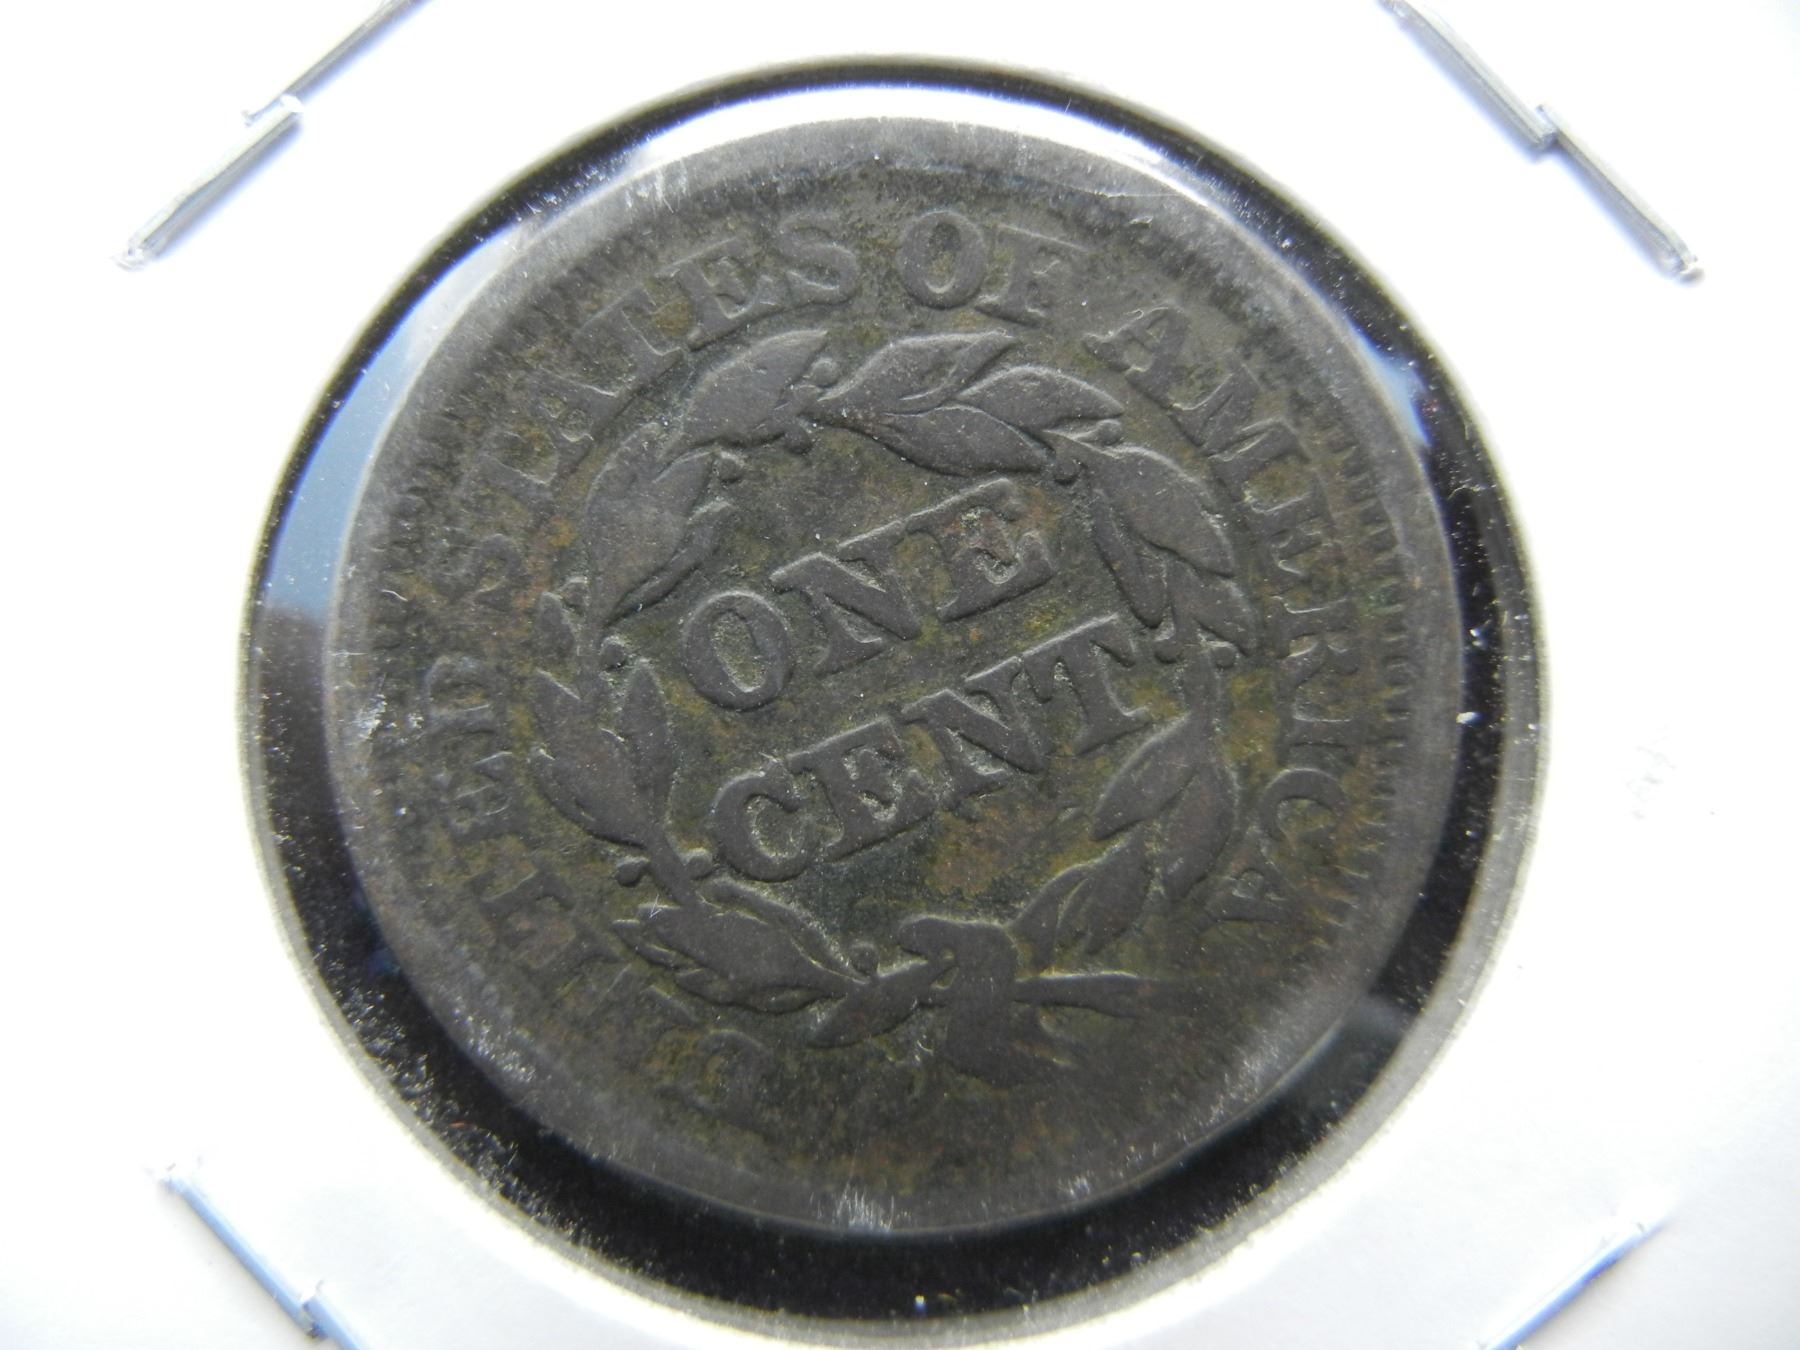 UNITED STATES OF AMERICA
ONE
CENT